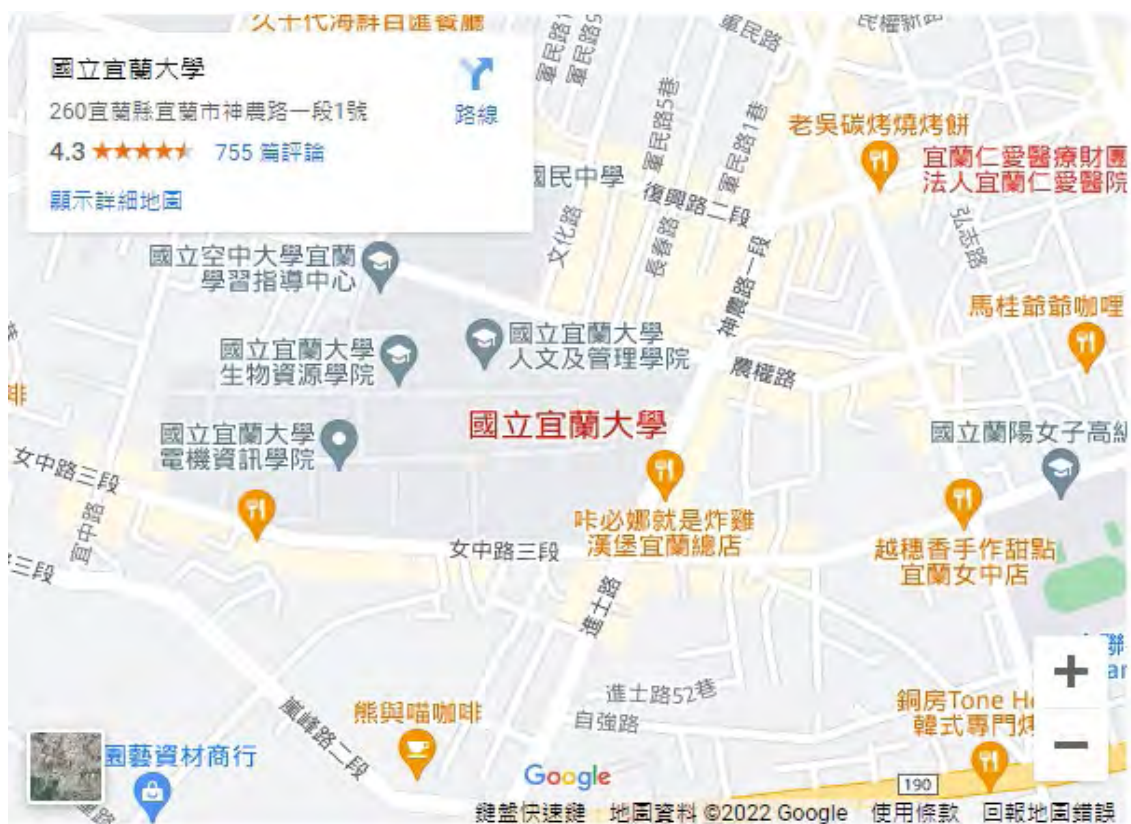 國立宜蘭大學
260宜蘭縣宜蘭市神農路一段1號
路線
4.3
755 篇評論
顯示詳細地圖
軍民路
軍民路5巷
軍民路1巷
老吳碳烤燒烤餅
宜蘭仁愛醫療財團
法人宜蘭仁愛醫院
國民中學
復興路二段
文化路
長春路
神農路一段
弘志路
國立空中大學宜蘭
學習指導中心
馬桂爺爺咖哩
國立宜蘭大學
生物資源學院
國立宜蘭大學
人文及管理學院
農權路
啡
國立宜蘭大學
國立宜蘭大學
電機資訊學院
國立蘭陽女子高級
女中路三段
宜中路
三段
女中路三段
咔必娜就是炸雞
漢堡宜蘭總店
越穗香手作甜點
宜蘭女中店
進士路
進士路52巷
自強路
嵐峰路二段
熊與喵咖啡
銅房Tone
韓式專門烤
園藝資材商行
+
−
190
Google
鍵盤快速鍵
地圖資料 ©2022 Google
使用條款
回報地圖錯誤